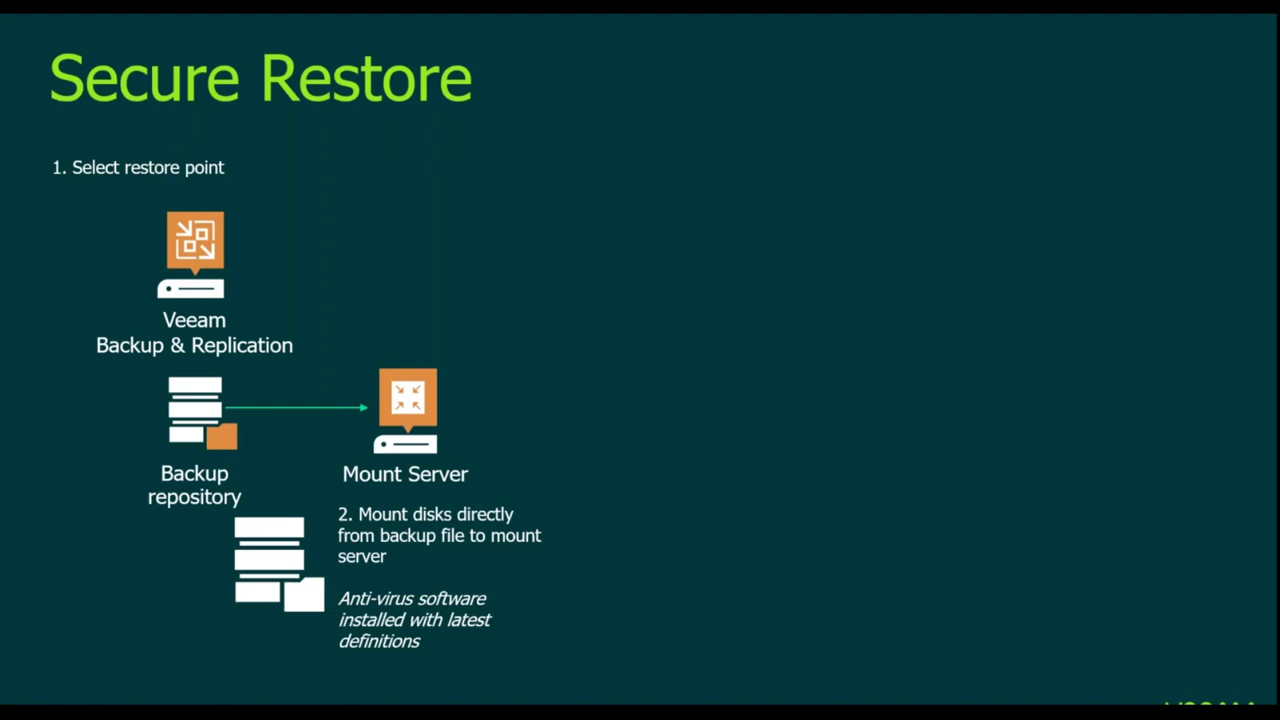 Secure Restore
1. Select restore point
Veeam
Backup & Replication
Backup
repository
Mount Server
2. Mount disks directly
from backup file to mount
server
Anti-virus software
installed with latest
definitions